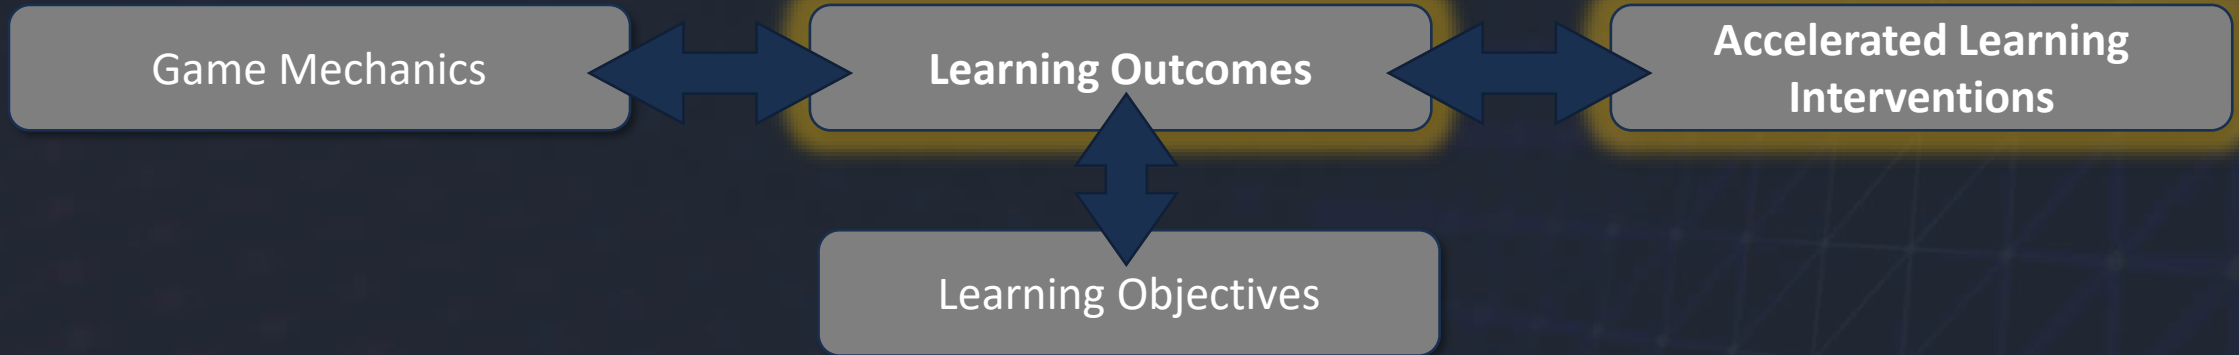 Game Mechanics
Learning Outcomes
Accelerated Learning
Interventions
Learning Objectives